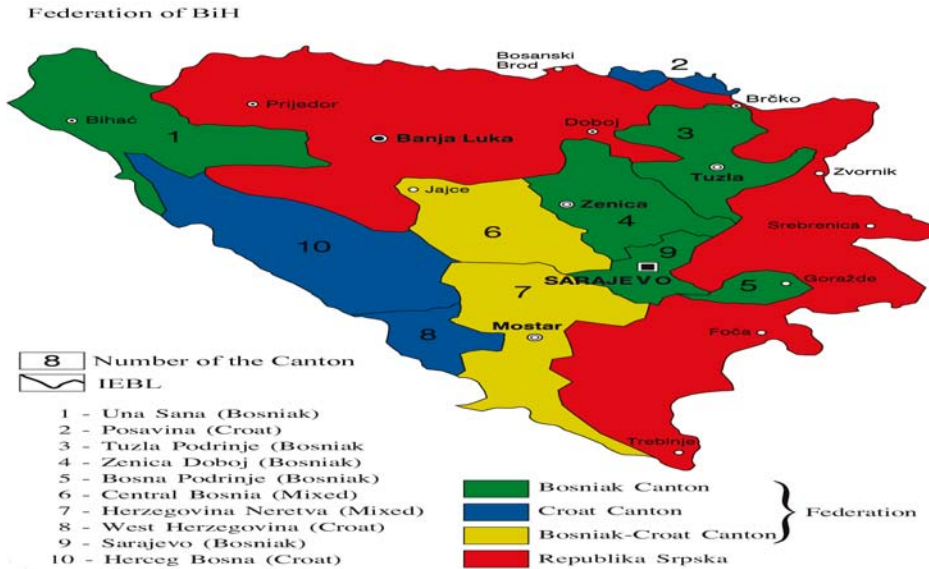 Federation of BiH
Bosanski
Brod
2
Brčko
Prijedor
Bihać
1
Banja Luka
Doboj
3
Tuzla
Zvornik
Jajce
Zenica
4
Srebrenica
6
9
10
SARAJEVO
7
5
Goražde
8
Mostar
Foča
Trebinje
8 Number of the Canton
IEBL
1 - Una Sana (Bosniak)
2 - Posavina (Croat)
3 - Tuzla Podrinje (Bosniak
4 - Zenica Doboj (Bosniak)
5 - Bosna Podrinje (Bosniak)
6 - Central Bosnia (Mixed)
7 - Herzegovina Neretva (Mixed)
8 - West Herzegovina (Croat)
9 - Sarajevo (Bosniak)
10 - Herceg Bosna (Croat)
Bosniak Canton
Croat Canton
Bosniak-Croat Canton
Federation
Republika Srpska